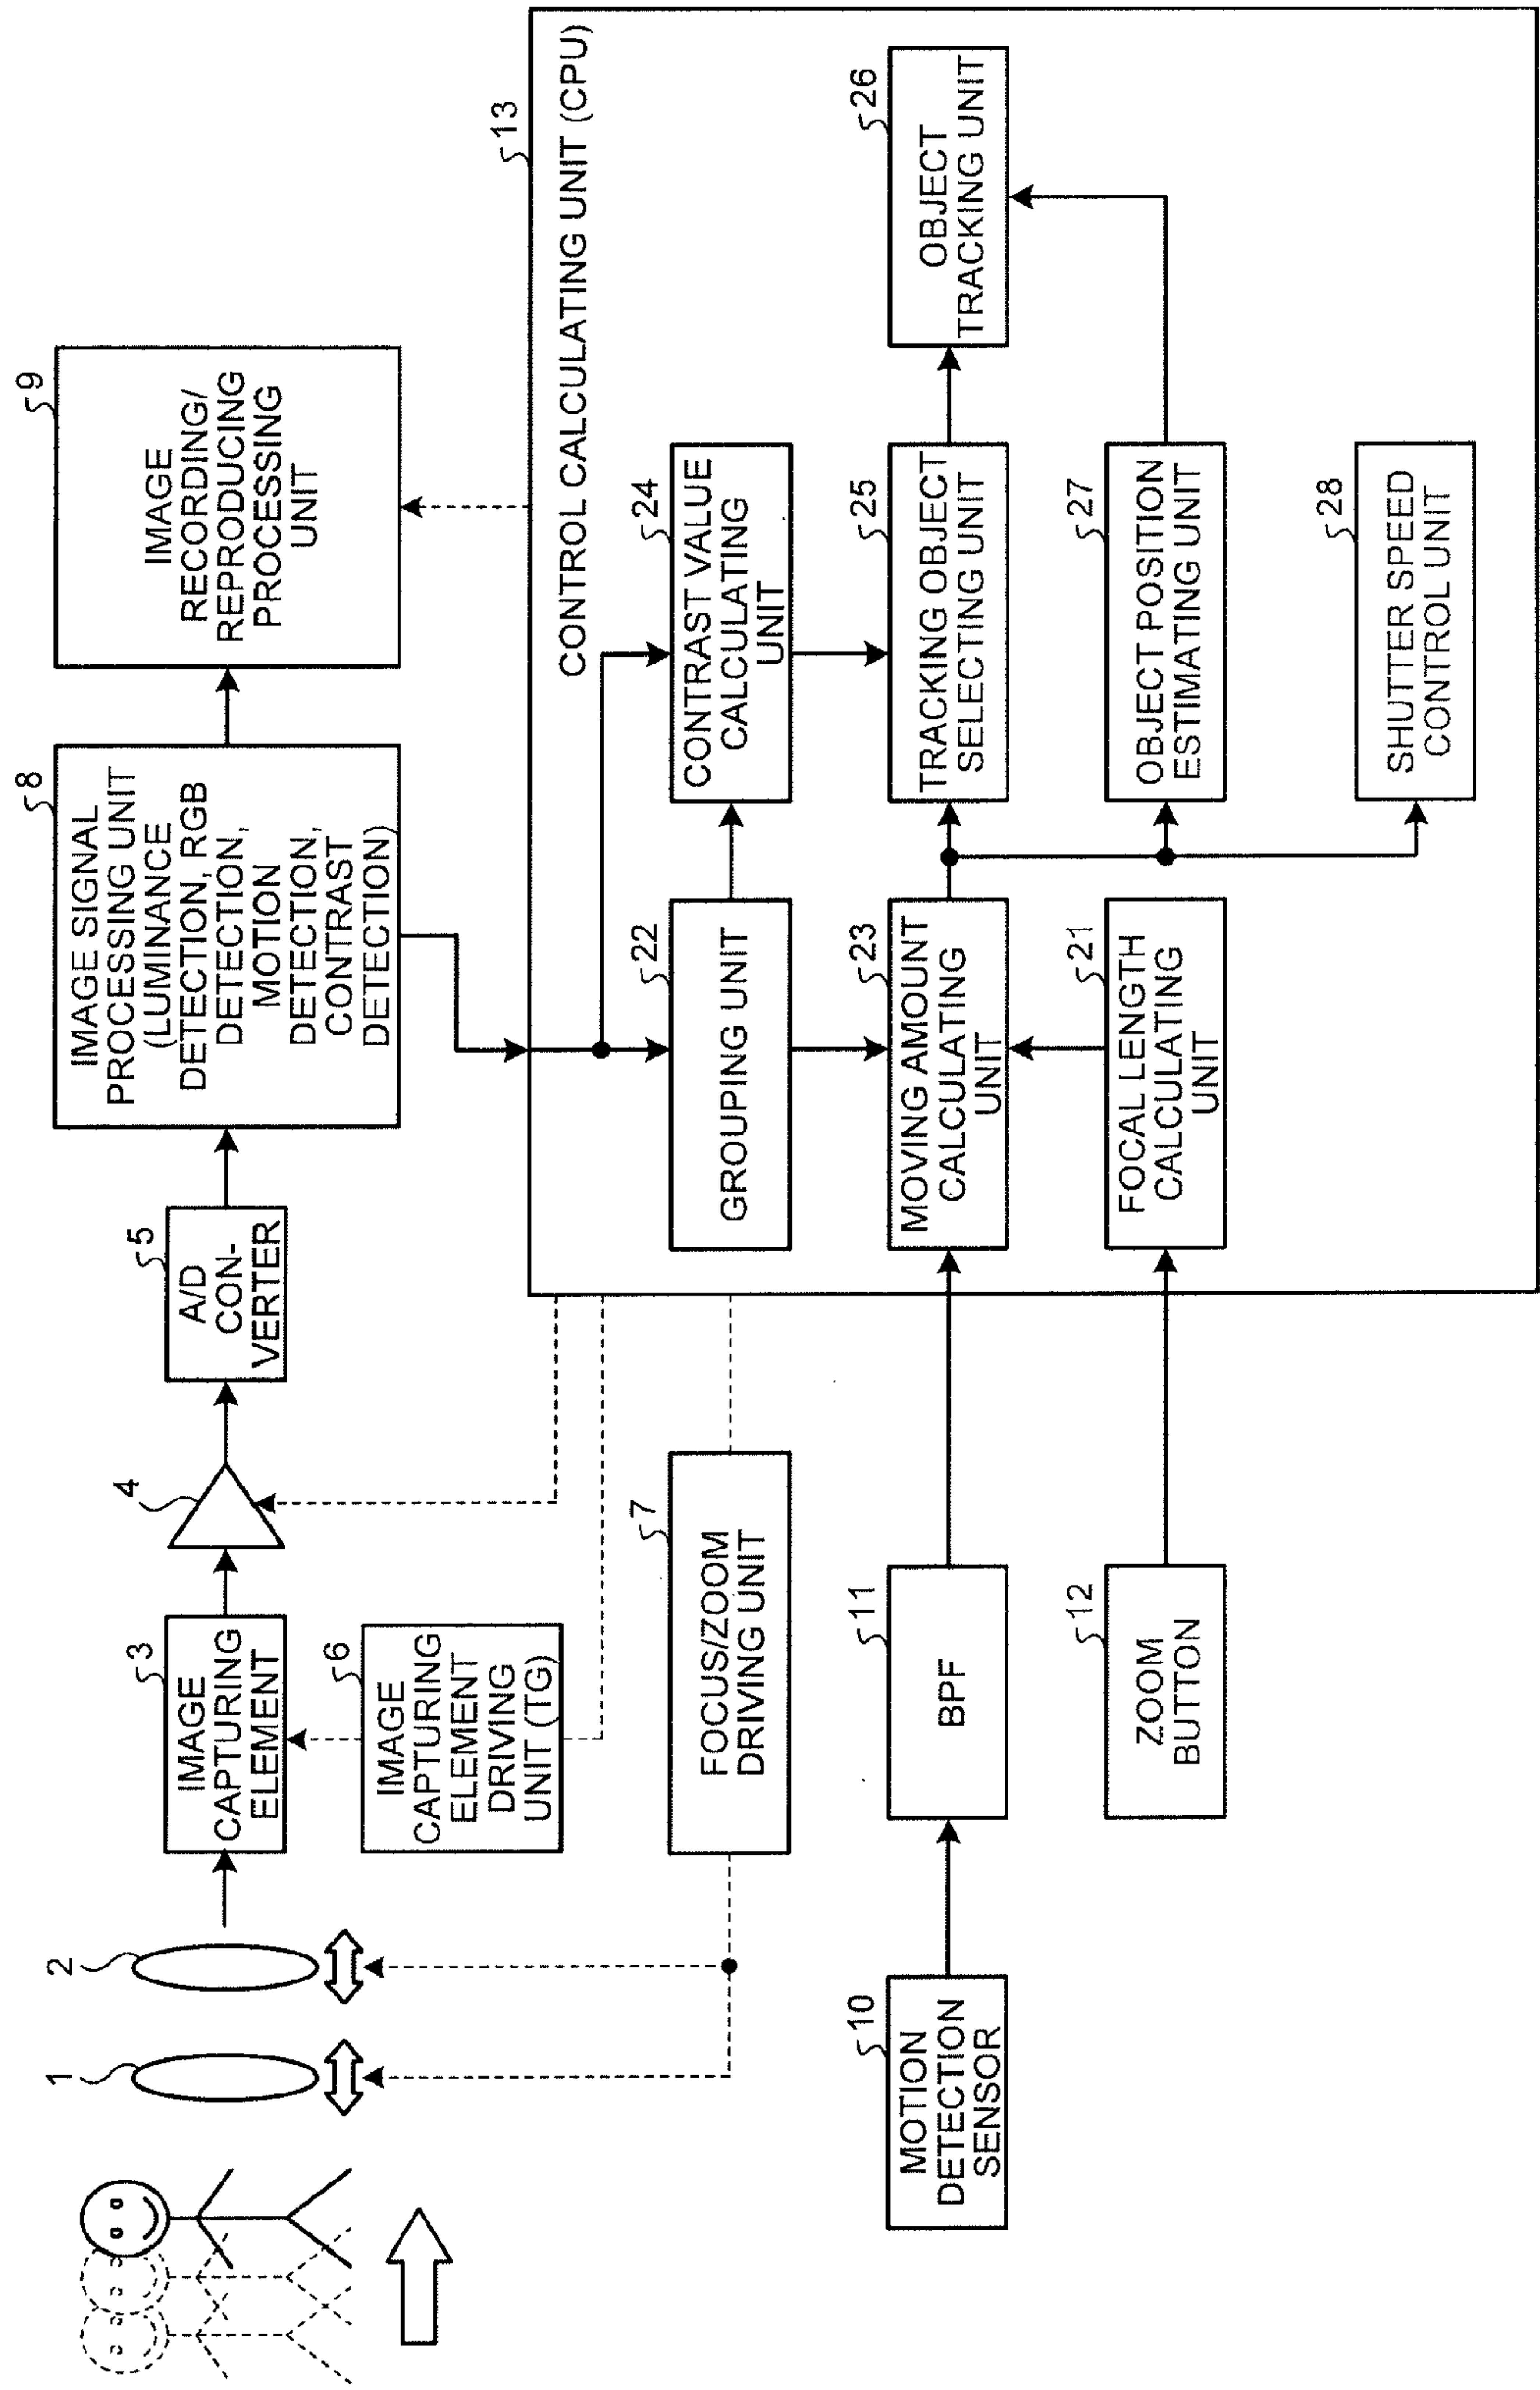 1
2
3
IMAGE
CAPTURING
ELEMENT
4
5
A/D
CON-
VERTER
8
IMAGE SIGNAL
PROCESSING UNIT
(LUMINANCE
DETECTION, RGB
DETECTION,
MOTION
DETECTION,
CONTRAST
DETECTION)
9
IMAGE
RECORDING/
REPRODUCING
PROCESSING
UNIT
6
IMAGE
CAPTURING
ELEMENT
DRIVING
UNIT (TG)
7
FOCUS/ZOOM
DRIVING UNIT
13
CONTROL CALCULATING UNIT (CPU)
22
GROUPING UNIT
24
CONTRAST VALUE
CALCULATING
UNIT
10
MOTION
DETECTION
SENSOR
11
BPF
23
MOVING AMOUNT
CALCULATING
UNIT
25
TRACKING OBJECT
SELECTING UNIT
26
OBJECT
TRACKING UNIT
12
ZOOM
BUTTON
21
FOCAL LENGTH
CALCULATING
UNIT
27
OBJECT POSITION
ESTIMATING UNIT
28
SHUTTER SPEED
CONTROL UNIT